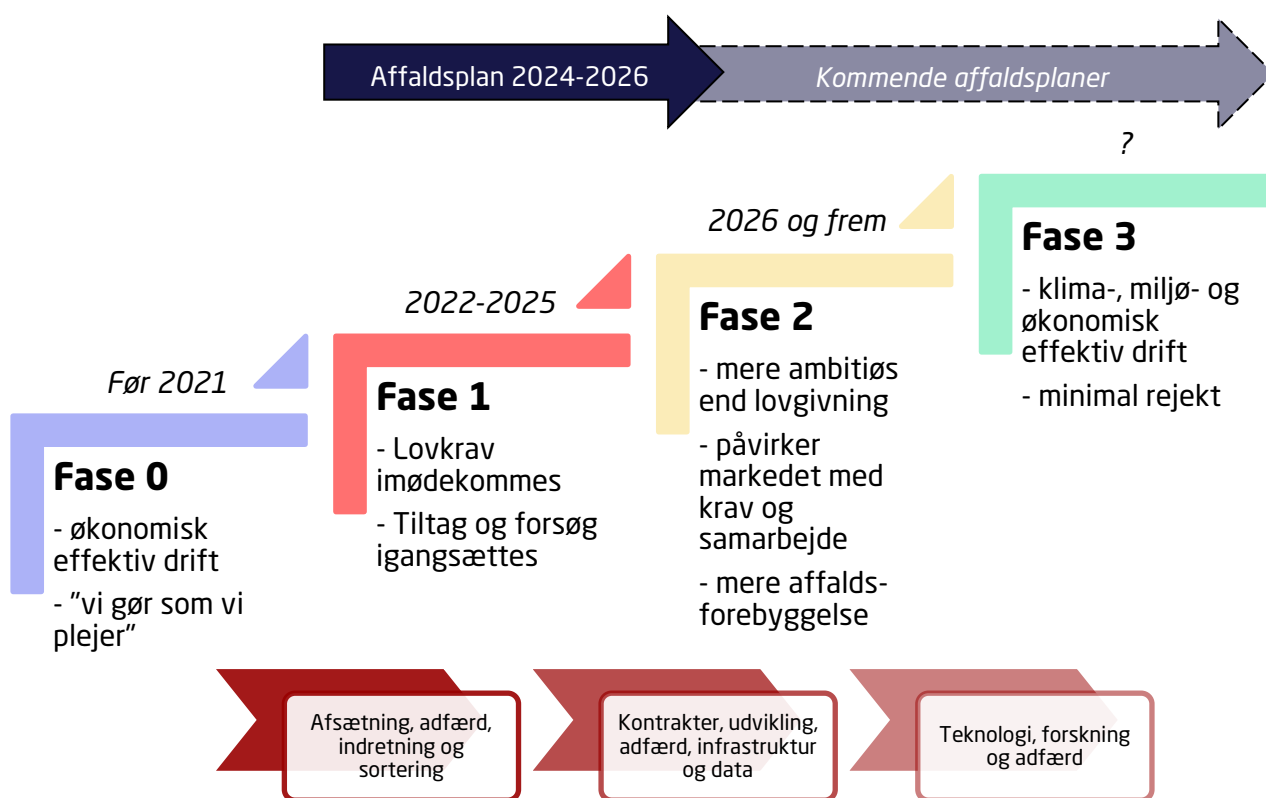 Affaldsplan 2024-2026
Kommende affaldsplaner
Før 2021
Fase 0
- økonomisk
effektiv drift
- ”vi gør som vi
plejer”
2022-2025
Fase 1
- Lovkrav
imødekommes
- Tiltag og forsøg
igangsættes
2026 og frem
Fase 2
- mere ambitiøs
end lovgivning
- påvirker
markedet med
krav og
samarbejde
- mere affalds-
forebyggelse
?
Fase 3
- klima-, miljø- og
økonomisk
effektiv drift
- minimal rejekt
Afsætning, adfærd,
indretning og
sortering
Kontrakter, udvikling,
adfærd, infrastruktur
og data
Teknologi, forskning
og adfærd